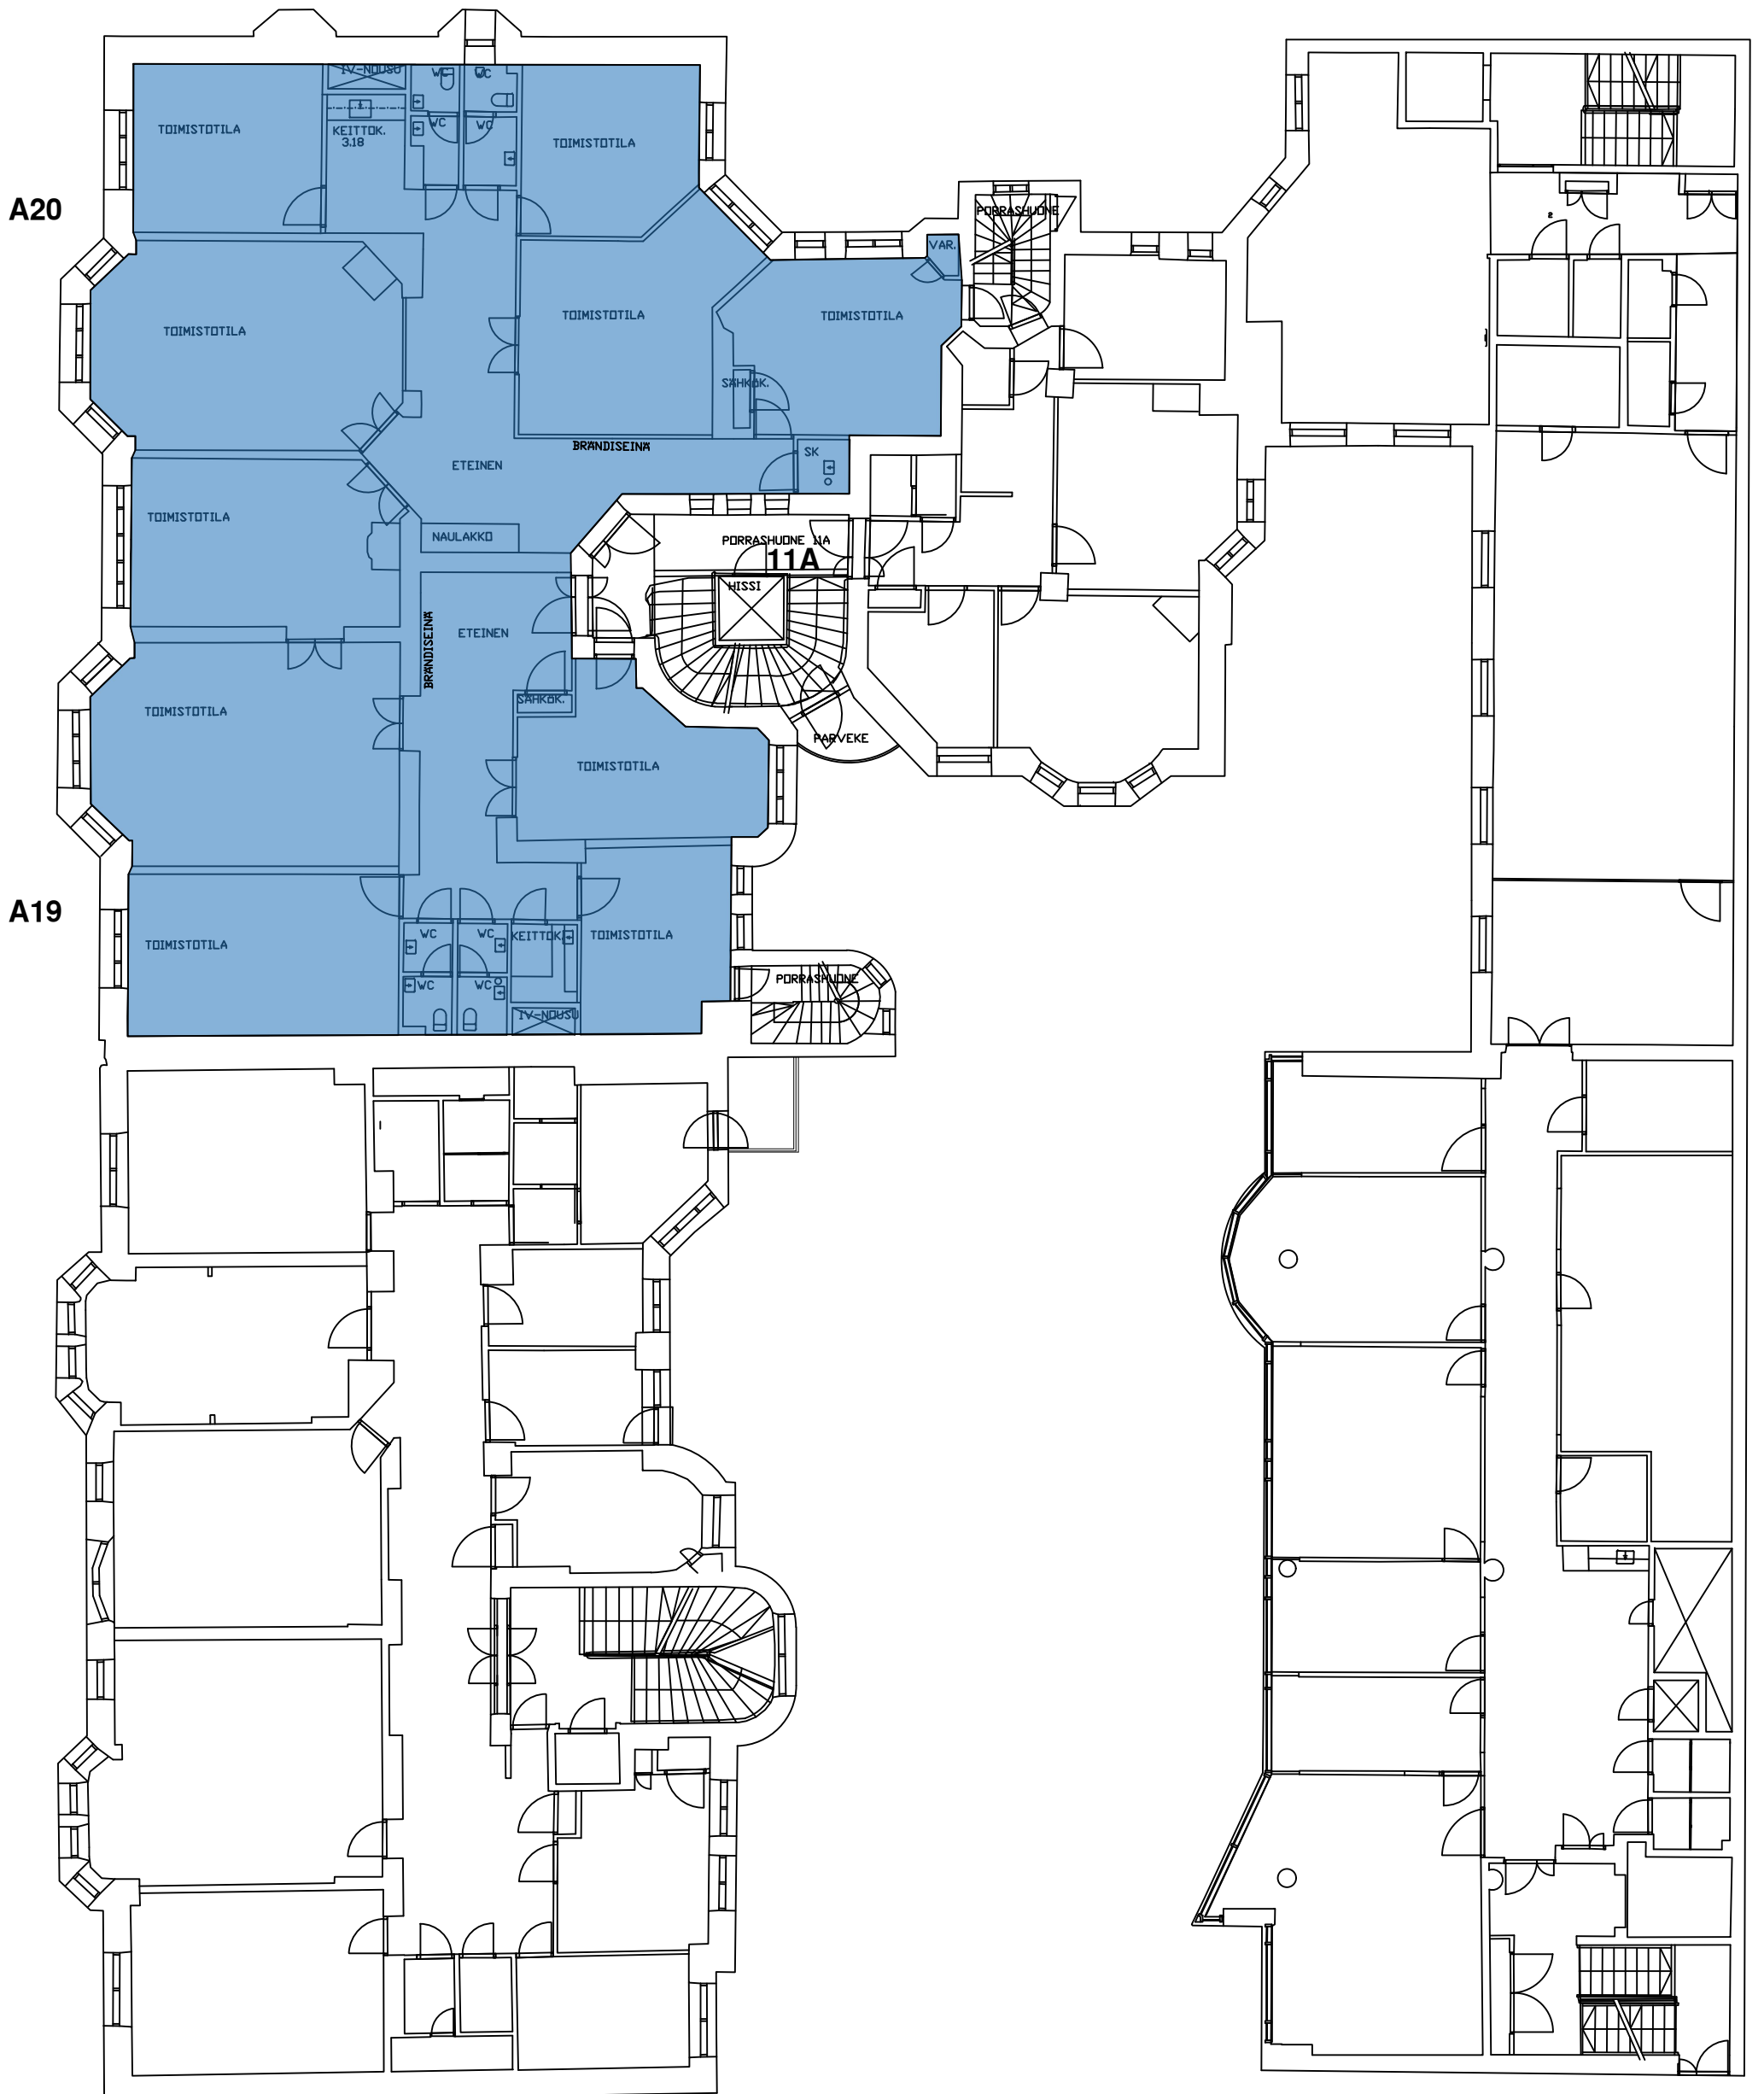 IV-NOUSU
WC
WC
TOIMISTOTILA
KEITTOK.
3.18
WC
WC
TOIMISTOTILA
A20
PORRASHUONE
2
VAR.
TOIMISTOTILA
TOIMISTOTILA
TOIMISTOTILA
SÄHKÖK.
BRÄNDISEINÄ
ETEINEN
SK
TOIMISTOTILA
NAULAKKO
PORRASHUONE 11A
11A
HISSI
ETEINEN
BRÄNDISEINÄ
SÄHKÖK.
TOIMISTOTILA
PARVEKE
TOIMISTOTILA
A19
WC
WC
KEITTOK.
TOIMISTOTILA
TOIMISTOTILA
PORRASHUONE
WC
WC
IV-NOUSU